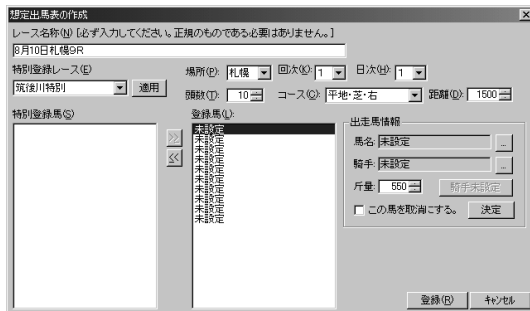 想定出馬表の作成
レース名称(N) [必ず入力してください。正規のものである必要はありません。]
8月10日札幌9R
特別登録レース(E)
筑後川特別
適用
場所(P): 札幌 回次(K): 1 日次(H): 1
頭数(T): 10 コース(C): 平地・芝・右 距離(D): 1500
特別登録馬(S)
登録馬(L):
>>
<<
未設定
未設定
未設定
未設定
未設定
未設定
未設定
未設定
未設定
未設定
出走馬情報
馬名: 未設定 ...
騎手: 未設定 ...
斤量: 550 騎手未設定
この馬を取消にする。 決定
登録(R) キャンセル